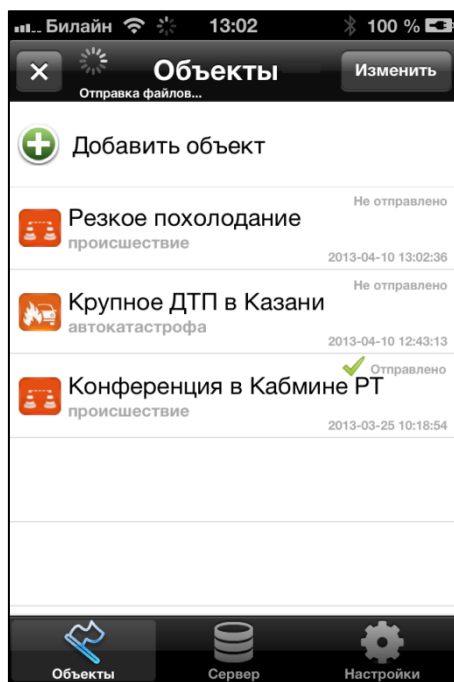 Билайн 13:02 100 %
Объекты
Изменить
Отправка файлов...
Добавить объект
Не отправлено
Резкое похолодание
происшествие
2013-04-10 13:02:36
Не отправлено
Крупное ДТП в Казани
автокатастрофа
2013-04-10 12:43:13
Отправлено
Конференция в Кабмине РТ
происшествие
2013-03-25 10:18:54
Объекты Сервер Настройки